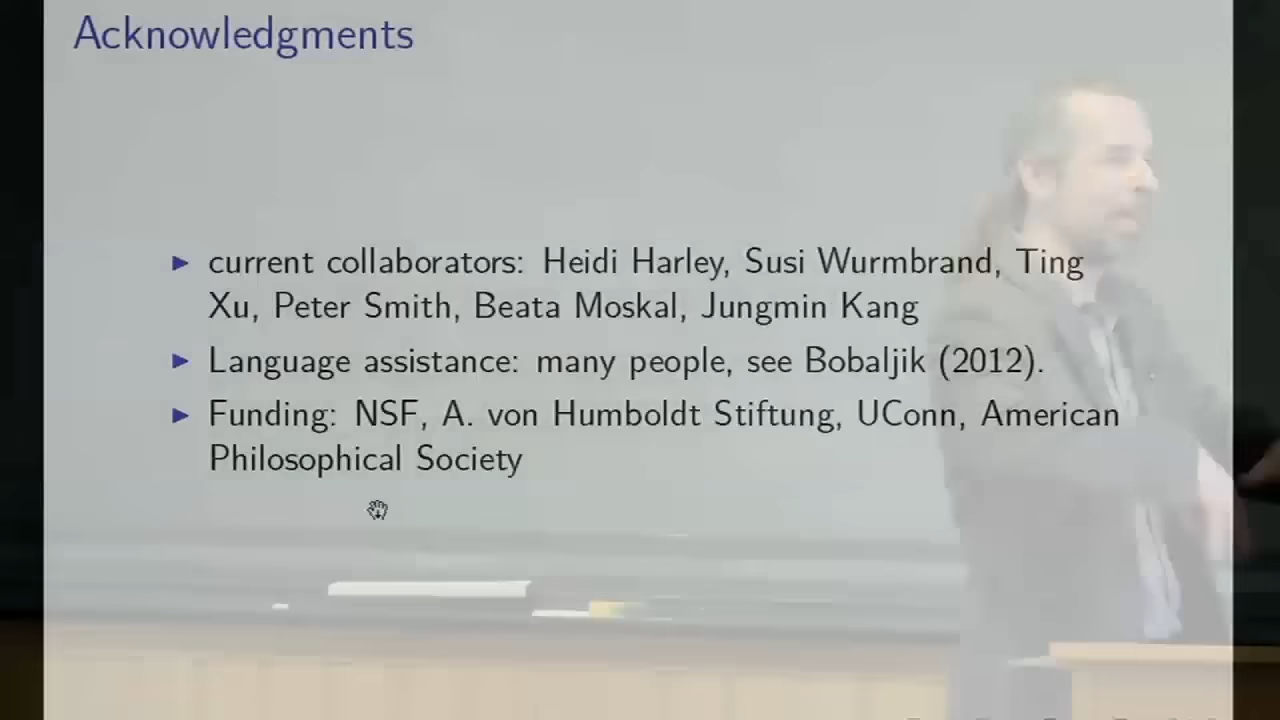 Acknowledgments
▶ current collaborators: Heidi Harley, Susi Wurmbrand, Ting
Xu, Peter Smith, Beata Moskal, Jungmin Kang
▶ Language assistance: many people, see Bobaljik (2012).
▶ Funding: NSF, A. von Humboldt Stiftung, UConn, American
Philosophical Society